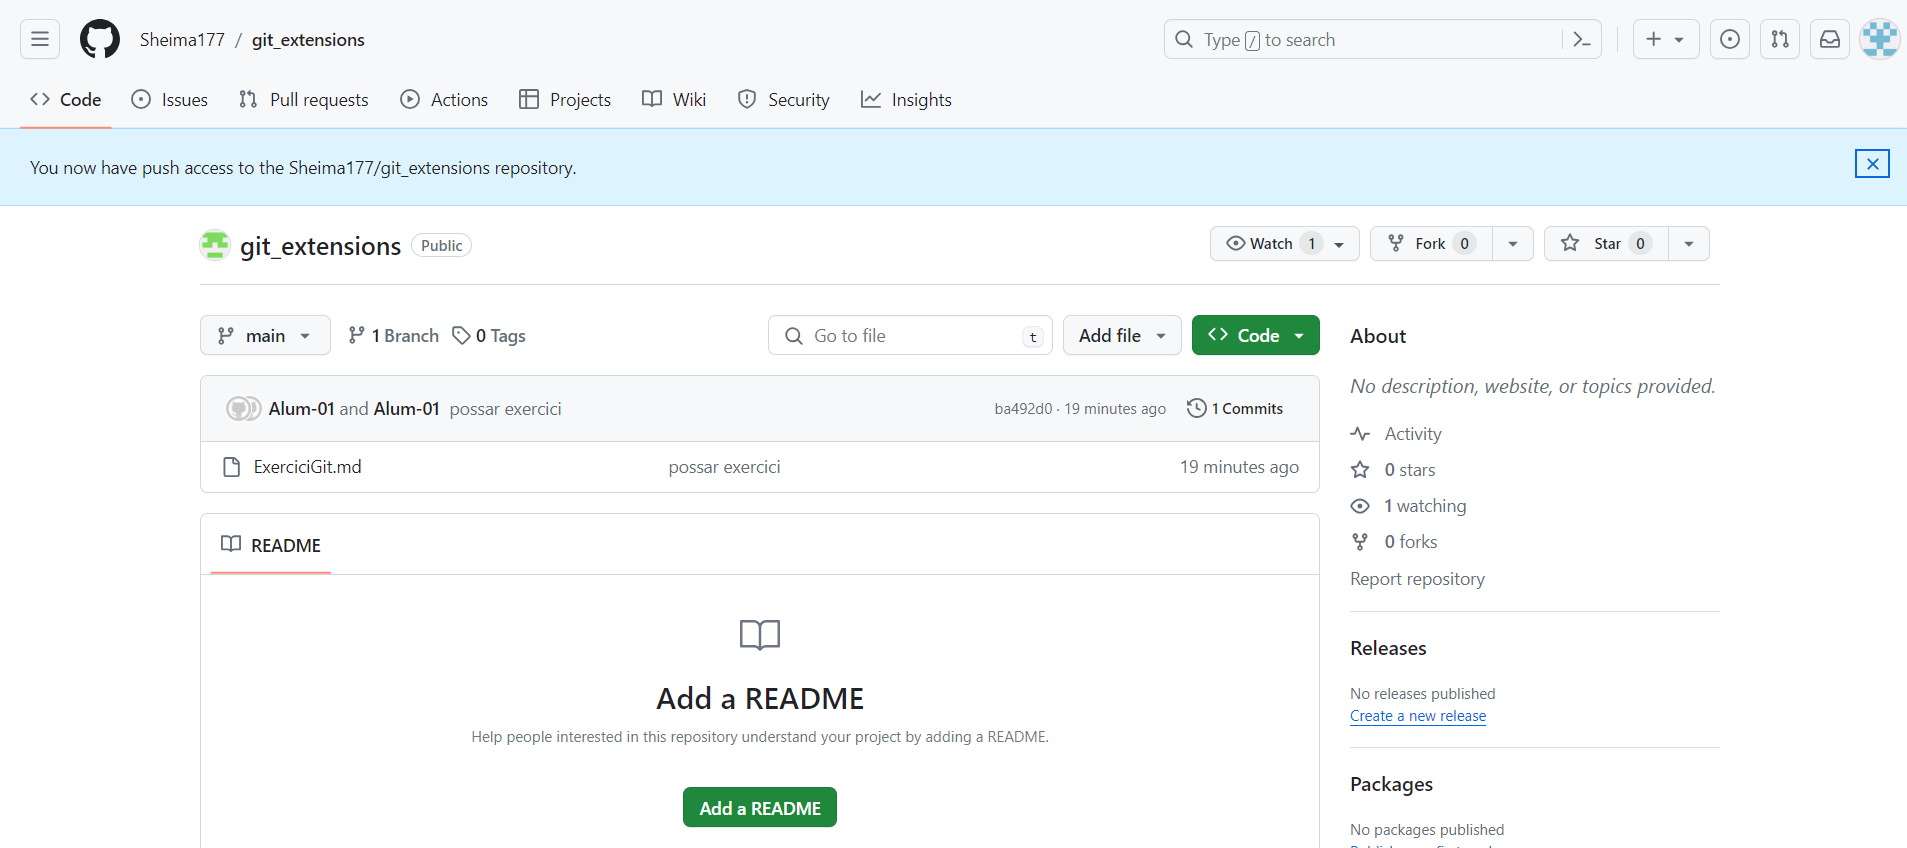 Sheima177 / git_extensions
Type / to search
Code Issues Pull requests Actions Projects Wiki Security Insights
You now have push access to the Sheima177/git_extensions repository.
git_extensions Public
Watch 1 Fork 0 Star 0
main 1 Branch 0 Tags
Go to file t Add file Code
Alum-01 and Alum-01 possar exercici ba492d0 · 19 minutes ago 1 Commits
ExerciciGit.md possar exercici 19 minutes ago
README
Add a README
Help people interested in this repository understand your project by adding a README.
Add a README
About
No description, website, or topics provided.
Activity
0 stars
1 watching
0 forks
Report repository
Releases
No releases published
Create a new release
Packages
No packages published